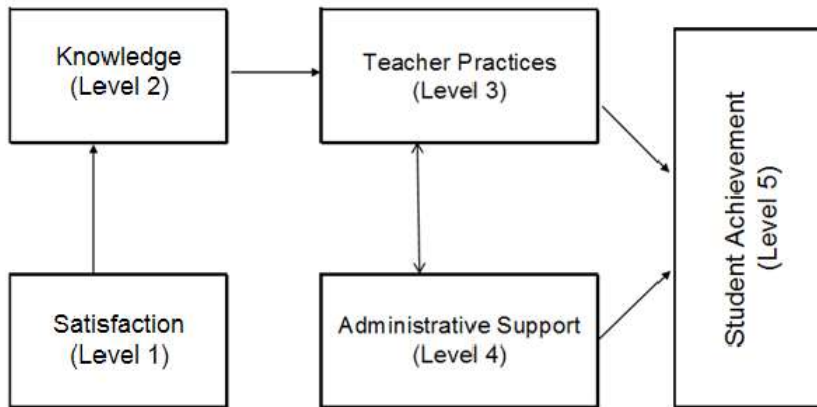 Knowledge
(Level 2)
Teacher Practices
(Level 3)
Satisfaction
(Level 1)
Administrative Support
(Level 4)
Student Achievement
(Level 5)